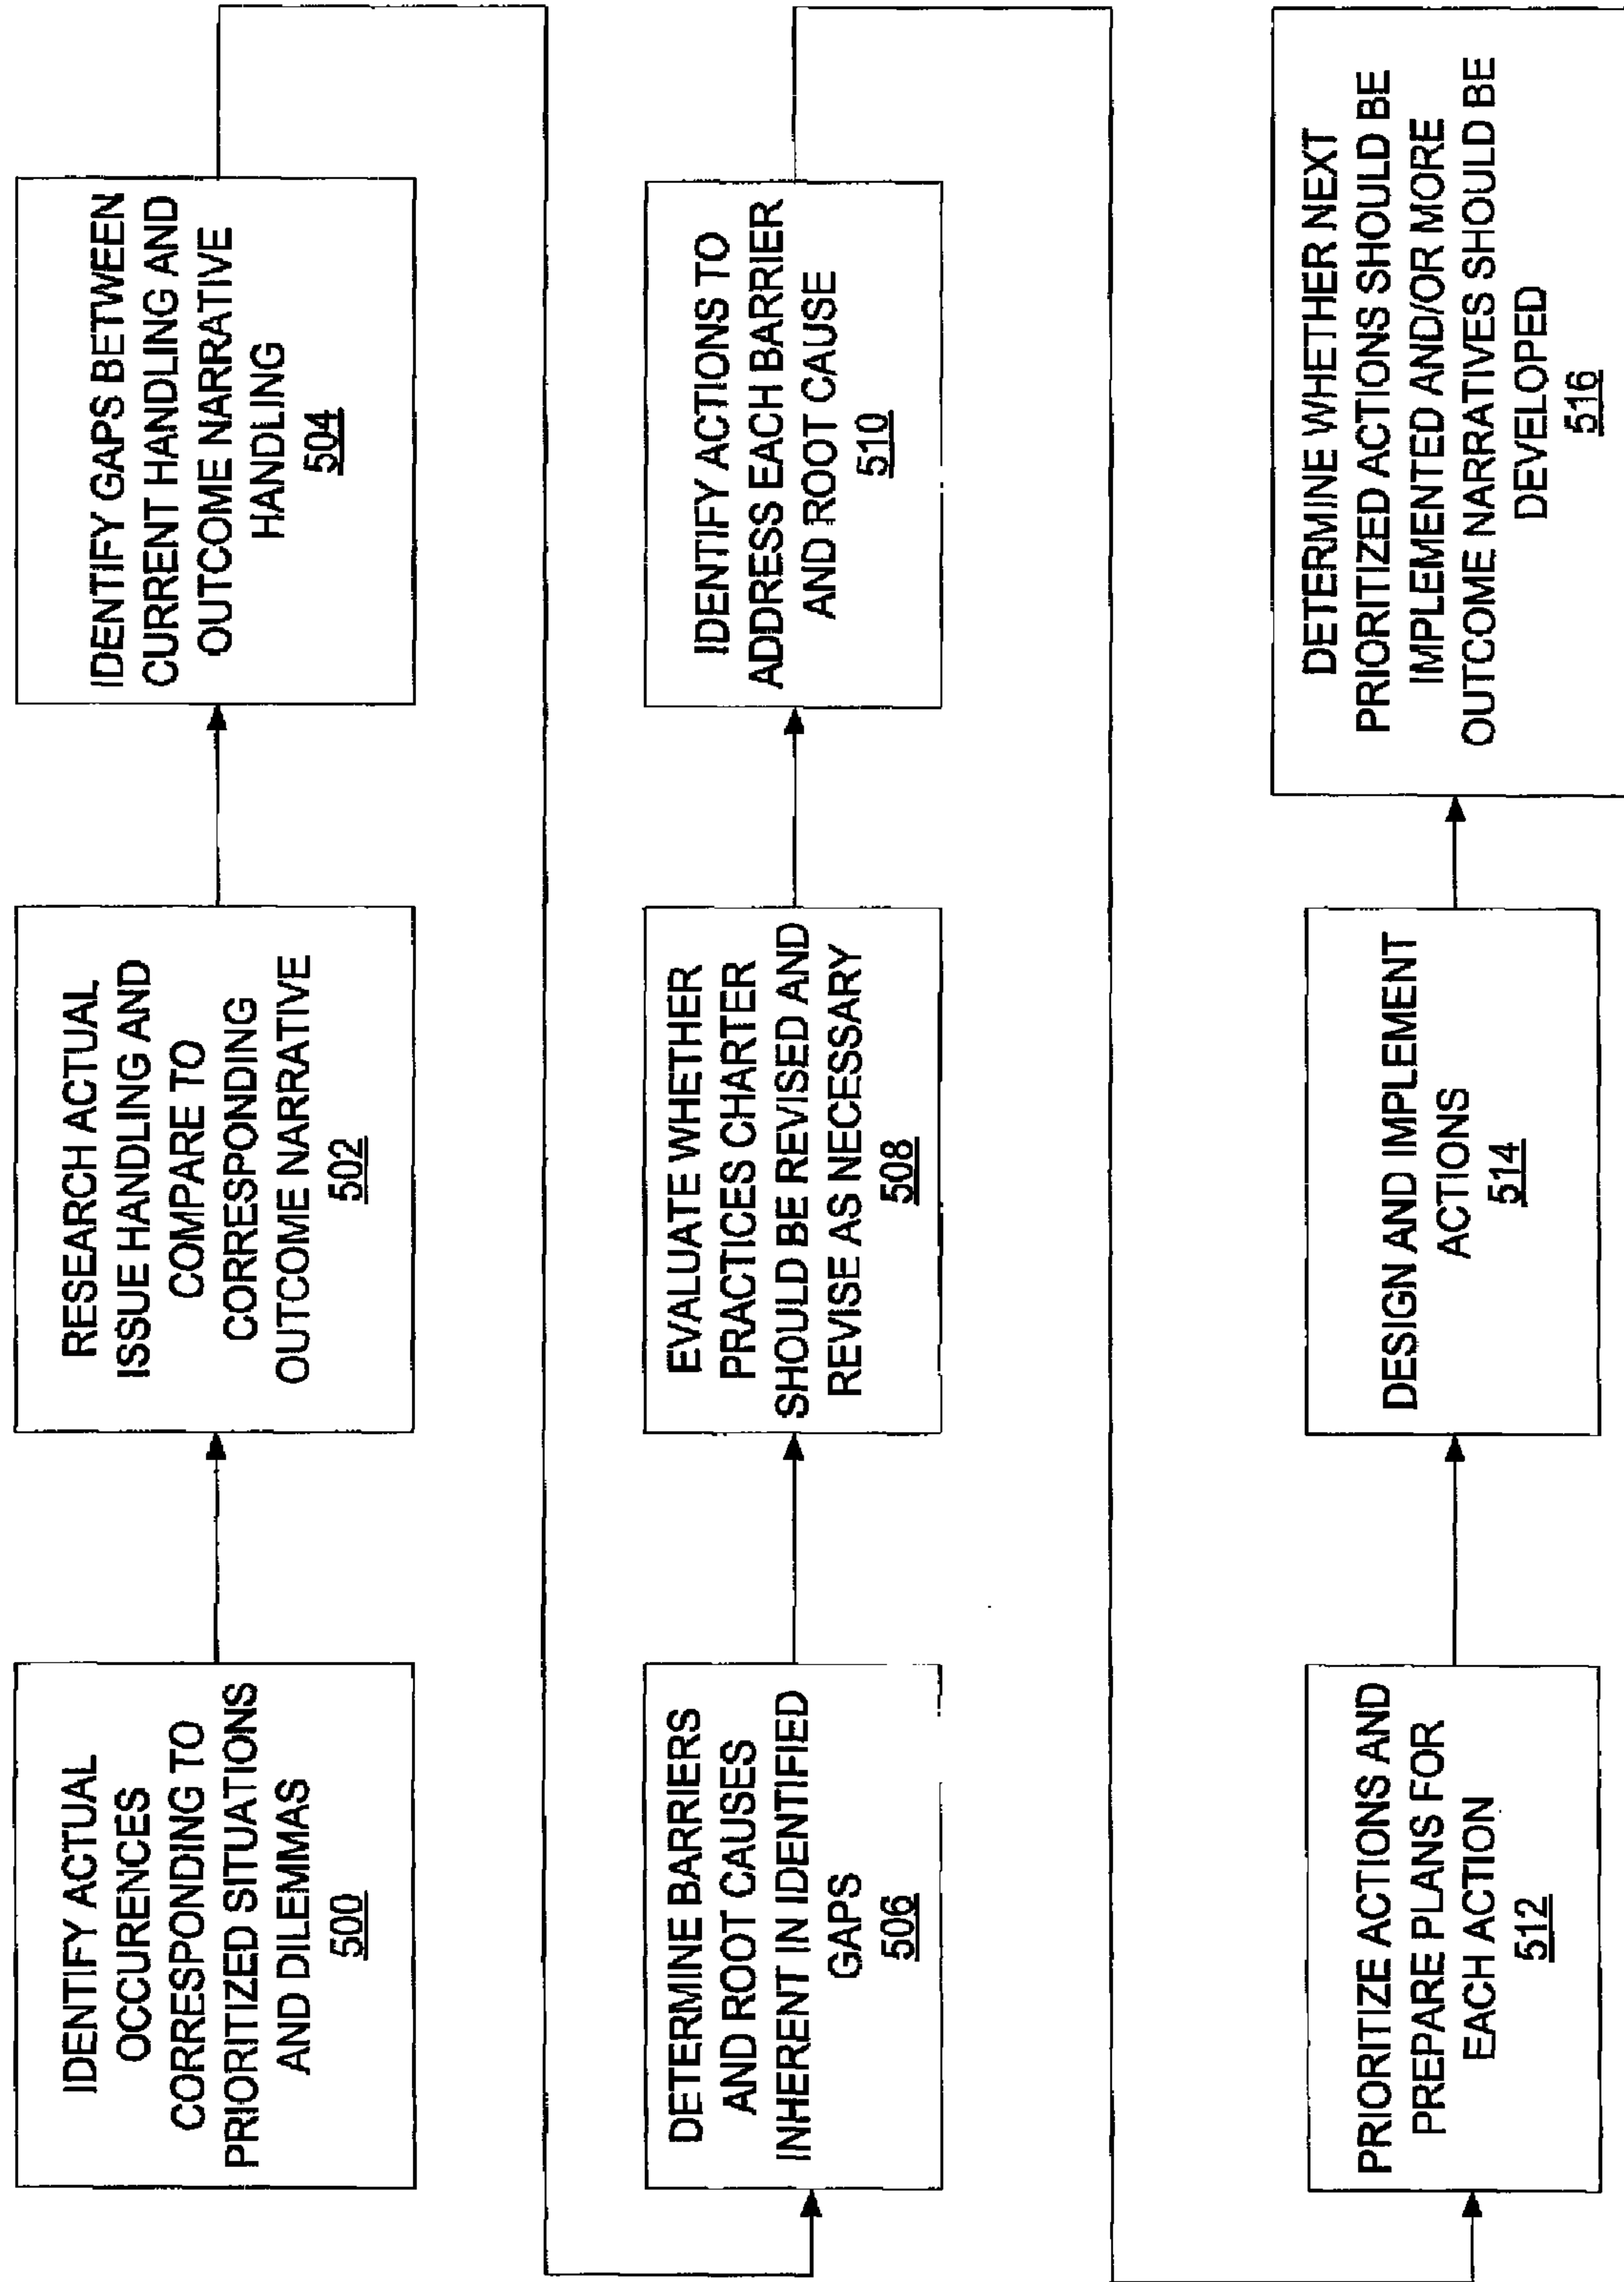 IDENTIFY ACTUAL
OCCURENCES
CORRESPONDING TO
PRIORITIZED SITUATIONS
AND DILEMMAS
500
RESEARCH ACTUAL
ISSUE HANDLING AND
COMPARE TO
CORRESPONDING
OUTCOME NARRATIVE
502
IDENTIFY GAPS BETWEEN
CURRENT HANDLING AND
OUTCOME NARRATIVE
HANDLING
504
DETERMINE BARRIERS
AND ROOT CAUSES
INHERENT IN IDENTIFIED
GAPS
506
EVALUATE WHETHER
PRACTICES CHARTER
SHOULD BE REVISED AND
REVISE AS NECESSARY
508
IDENTIFY ACTIONS TO
ADDRESS EACH BARRIER
AND ROOT CAUSE
510
PRIORITIZE ACTIONS AND
PREPARE PLANS FOR
EACH ACTION
512
DESIGN AND IMPLEMENT
ACTIONS
514
DETERMINE WHETHER NEXT
PRIORITIZED ACTIONS SHOULD BE
IMPLEMENTED AND/OR MORE
OUTCOME NARRATIVES SHOULD BE
DEVELOPED
516